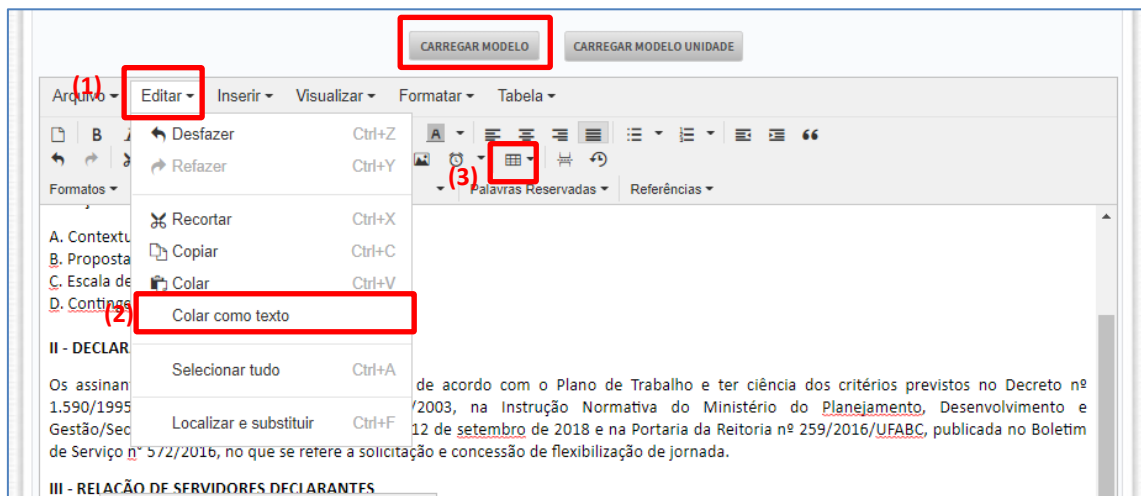 CARREGAR MODELO CARREGAR MODELO UNIDADE
(1)
Arquivo Editar Inserir Visualizar Formatar Tabela
Desfazer Ctrl+Z
Refazer Ctrl+Y
(3)
Formatos Palavras Reservadas Referências
Recortar Ctrl+X
A. Contextu
Copiar Ctrl+C
B. Proposta
Colar Ctrl+V
C. Escala de
D. Continge
(2) Colar como texto
II - DECLAR
Selecionar tudo Ctrl+A
Os assinan de acordo com o Plano de Trabalho e ter ciência dos critérios previstos no Decreto nº
1.590/1995 /2003, na Instrução Normativa do Ministério do Planejamento, Desenvolvimento e
Localizar e substituir Ctrl+F
Gestão/Sec 12 de setembro de 2018 e na Portaria da Reitoria nº 259/2016/UFABC, publicada no Boletim
de Serviço n° 572/2016, no que se refere a solicitação e concessão de flexibilização de jornada.
III - RELAÇÃO DE SERVIDORES DECLARANTES